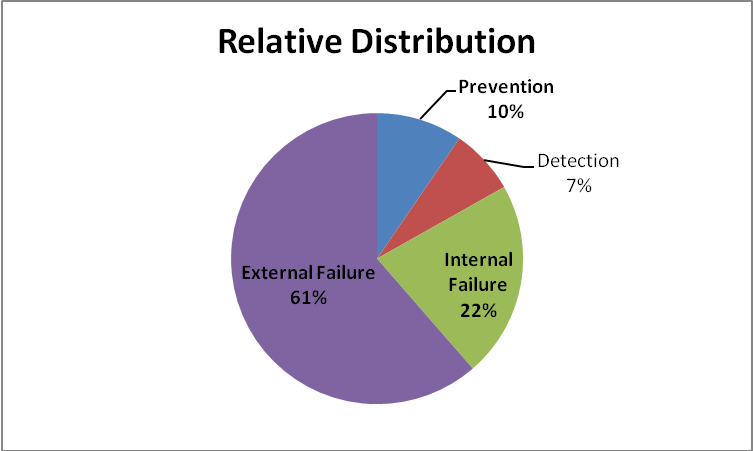 Relative Distribution
Prevention
10%
Detection
7%
Internal
Failure
22%
External Failure
61%